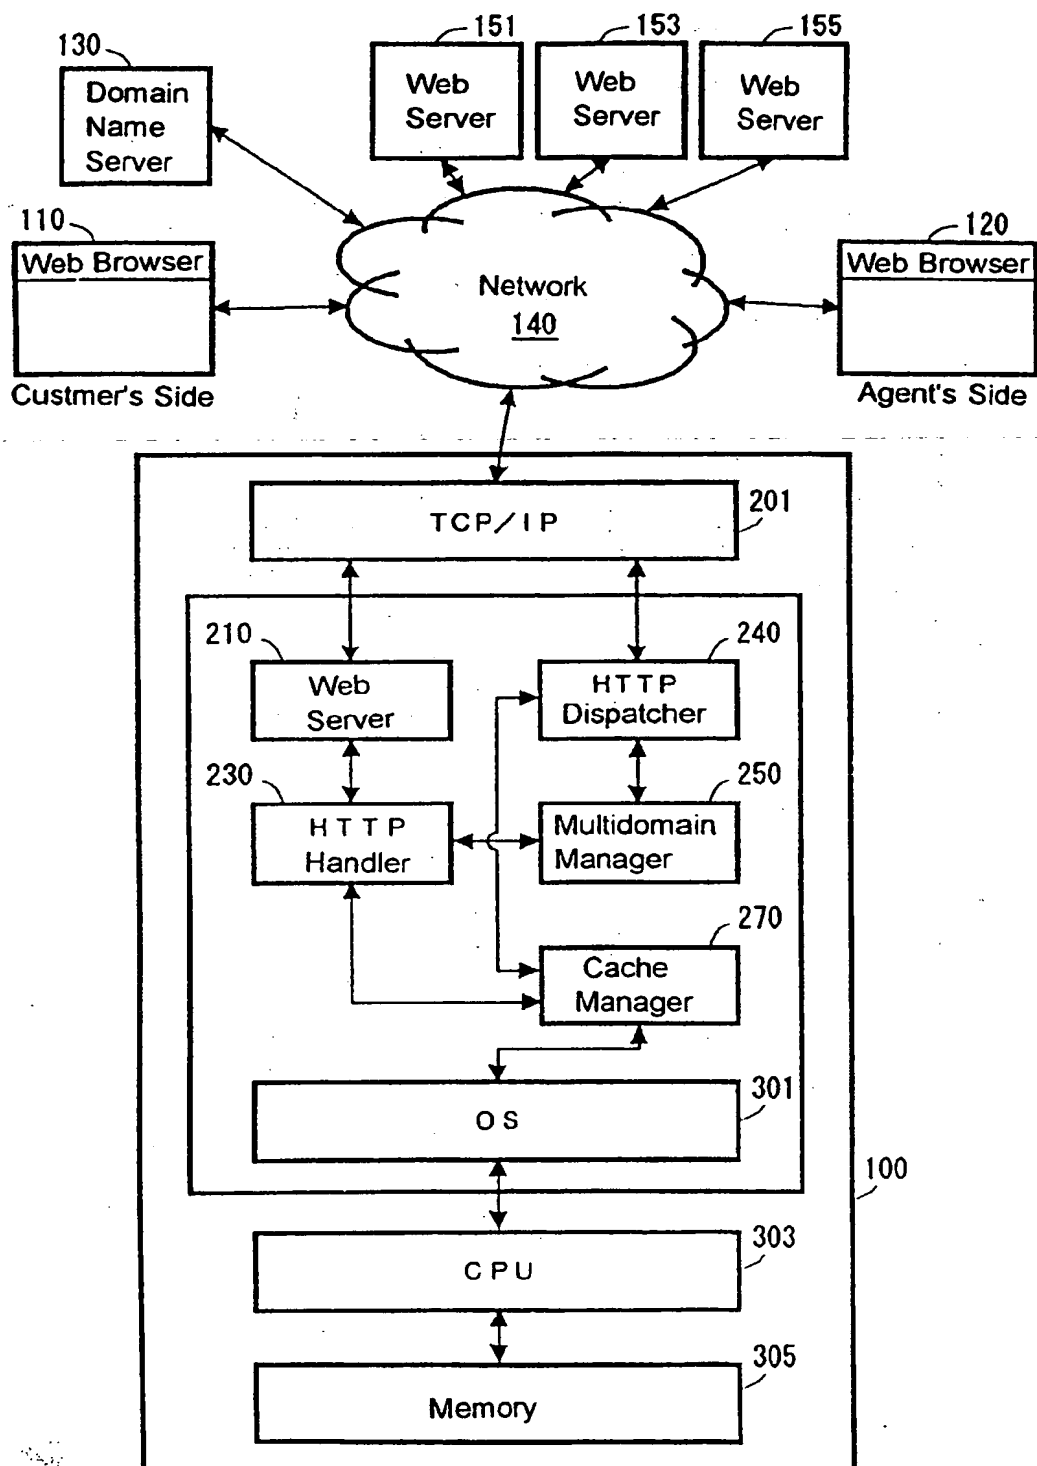 151
153
155
130
Web
Server
Web
Server
Web
Server
Domain
Name
Server
110
Web Browser
120
Web Browser
Network
140
Custmer's Side
Agent's Side
TCP/IP
201
210
Web
Server
240
HTTP
Dispatcher
230
HTTP
Handler
250
Multidomain
Manager
270
Cache
Manager
301
OS
100
303
CPU
305
Memory